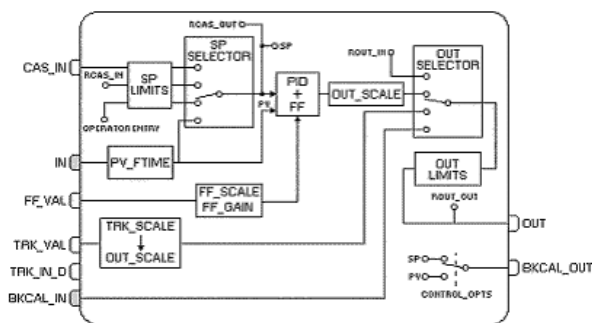 RCAS_OUT
SP
SP
SELECTOR
ROUT_IN
OUT
SELECTOR
CAS_IN
RCAS_IN
SP
LIMITS
PID
+
FF
OUT_SCALE
PV
OPERATOR ENTRY
IN
PV_FTIME
OUT
LIMITS
FF_VAL
FF_SCALE
FF_GAIN
ROUT_OUT
OUT
TRK_VAL
TRK_SCALE
OUT_SCALE
TRK_IN_D
SP
PV
BKCAL_OUT
BKCAL_IN
CONTROL_OPTS